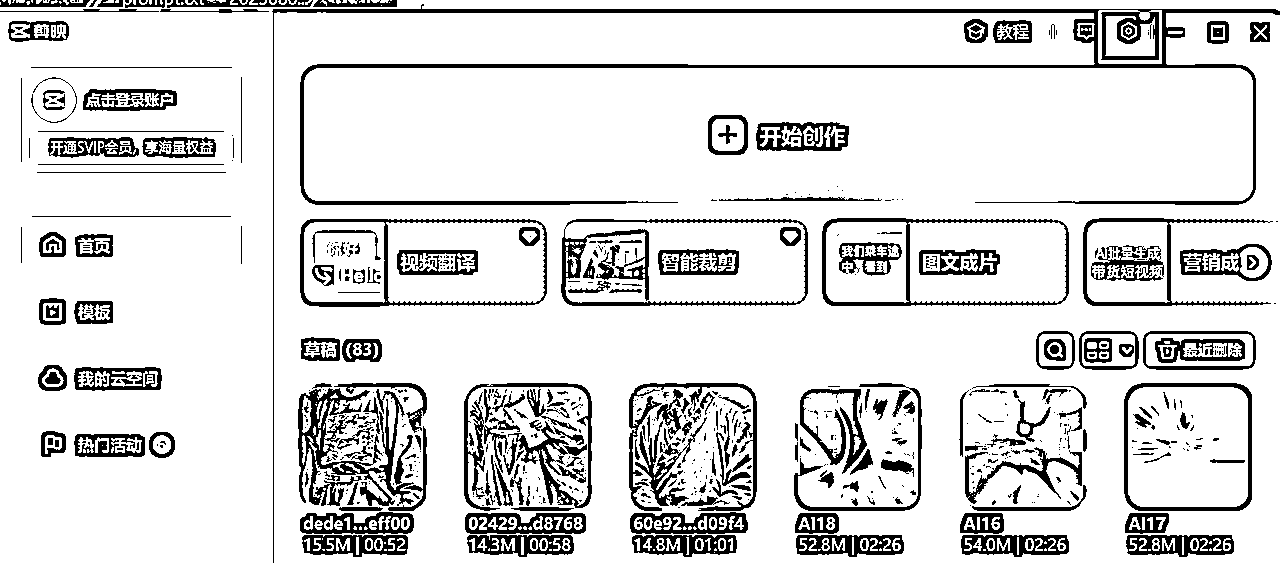 剪映
教程
点击登录账户
开通SVIP会员，享海量权益
开始创作
首页
模板
我的云空间
热门活动
视频翻译
智能裁剪
图文成片
AI批量生成
带货短视频
营销成
草稿 (83)
最近删除
dede1...eff00
15.5M | 00:52
02429...d8768
14.3M | 00:58
60e92...d09f4
14.8M | 01:01
AI18
52.8M | 02:26
AI16
54.0M | 02:26
AI17
52.8M | 02:26